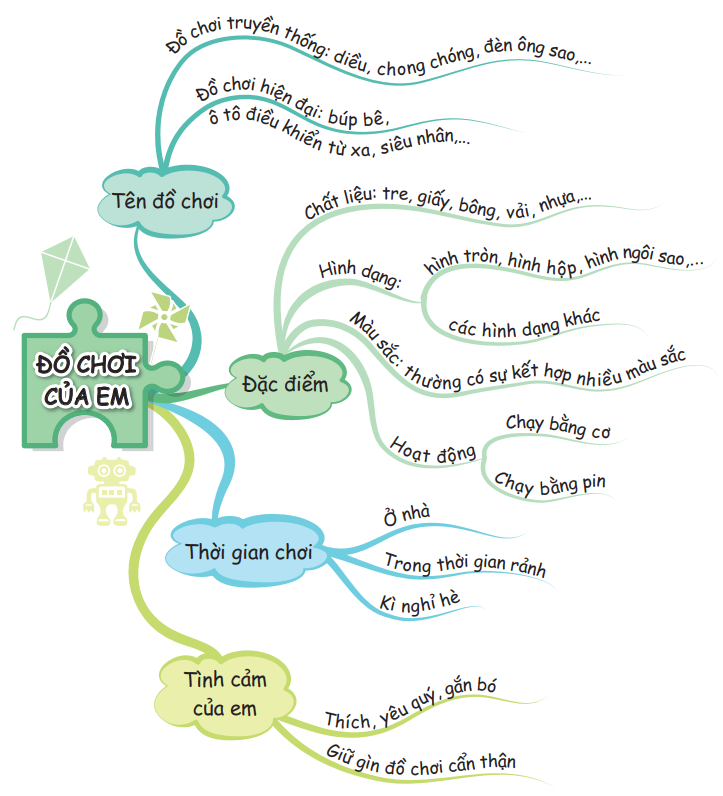 ĐỒ CHƠI
CỦA EM
Tên đồ chơi
Đồ chơi truyền thống: diều, chong chóng, đèn ông sao,...
Đồ chơi hiện đại: búp bê,
ô tô điều khiển từ xa, siêu nhân,...
Đặc điểm
Chất liệu: tre, giấy, bông, vải, nhựa,...
Hình dạng:
hình tròn, hình hộp, hình ngôi sao,...
các hình dạng khác
Màu sắc: thường có sự kết hợp nhiều màu sắc
Hoạt động
Chạy bằng cơ
Chạy bằng pin
Thời gian chơi
Ở nhà
Trong thời gian rảnh
Kì nghỉ hè
Tình cảm
của em
Thích, yêu quý, gắn bó
Giữ gìn đồ chơi cẩn thận